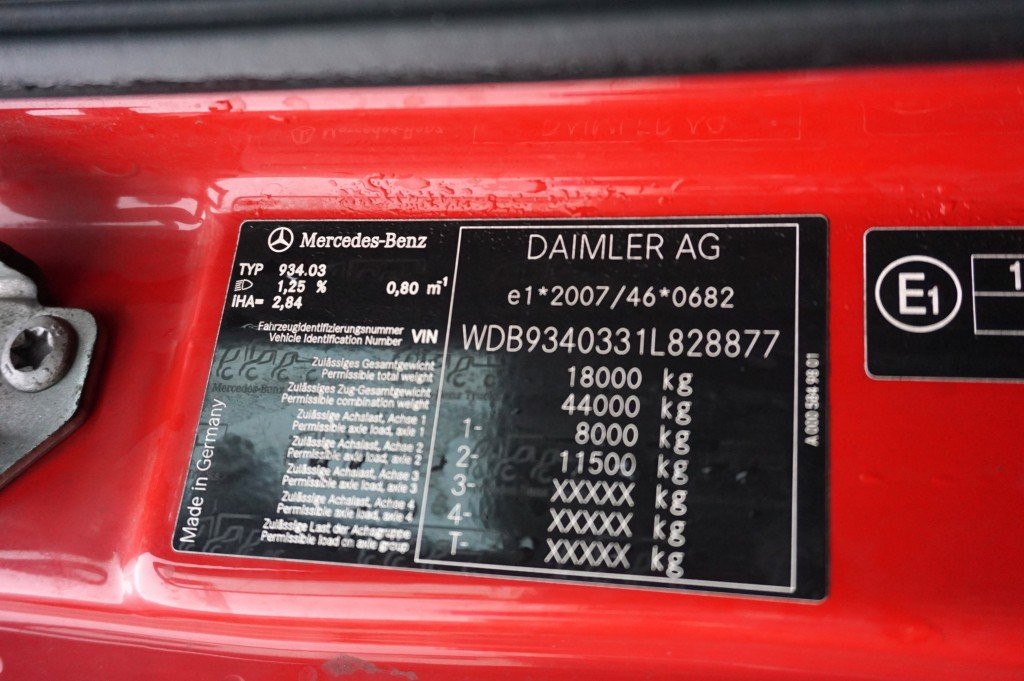 Mercedes-Benz
DAIMLER AG
TYP 934.03
1,25 % 0,80 m⁻¹
iHA= 2,84
e1*2007/46*0682
Fahrzeugidentifizierungsnummer
Vehicle Identification Number VIN WDB9340331L828877
Zulässiges Gesamtgewicht
Permissible total weight 18000 kg
Zulässiges Zug-Gesamtgewicht
Permissible combination weight 44000 kg
Zulässige Achslast, Achse 1
Permissible axle load, axle 1 1- 8000 kg
Zulässige Achslast, Achse 2
Permissible axle load, axle 2 2- 11500 kg
Zulässige Achslast, Achse 3
Permissible axle load, axle 3 3- XXXXX kg
Zulässige Achslast, Achse 4
Permissible axle load, axle 4 4- XXXXX kg
Zulässige Last der Achsgruppe
Permissible load on axle group T- XXXXX kg
Made in Germany
A 000 584 98 01
E1
1